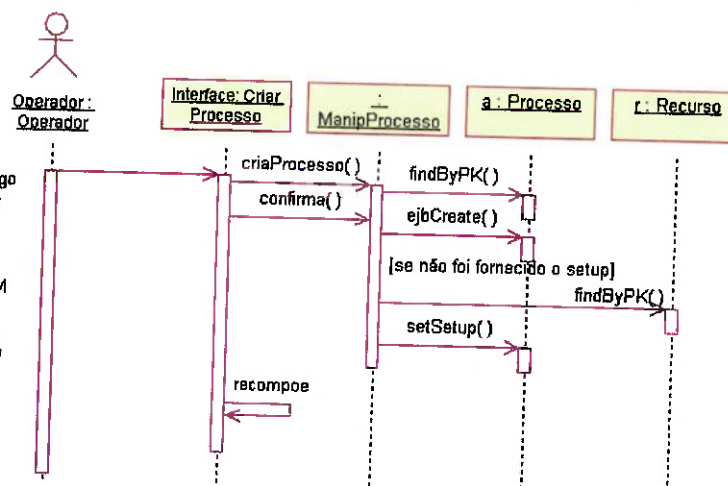 Operador :
Operador
Interface: Criar
Processo
:
ManipProcesso
a : Processo
r : Recurso
go
criaProcesso( )
findByPK( )
confirma( )
ejbCreate( )
[se não foi fornecido o setup]
M
findByPK( )
setSetup( )
recompoe